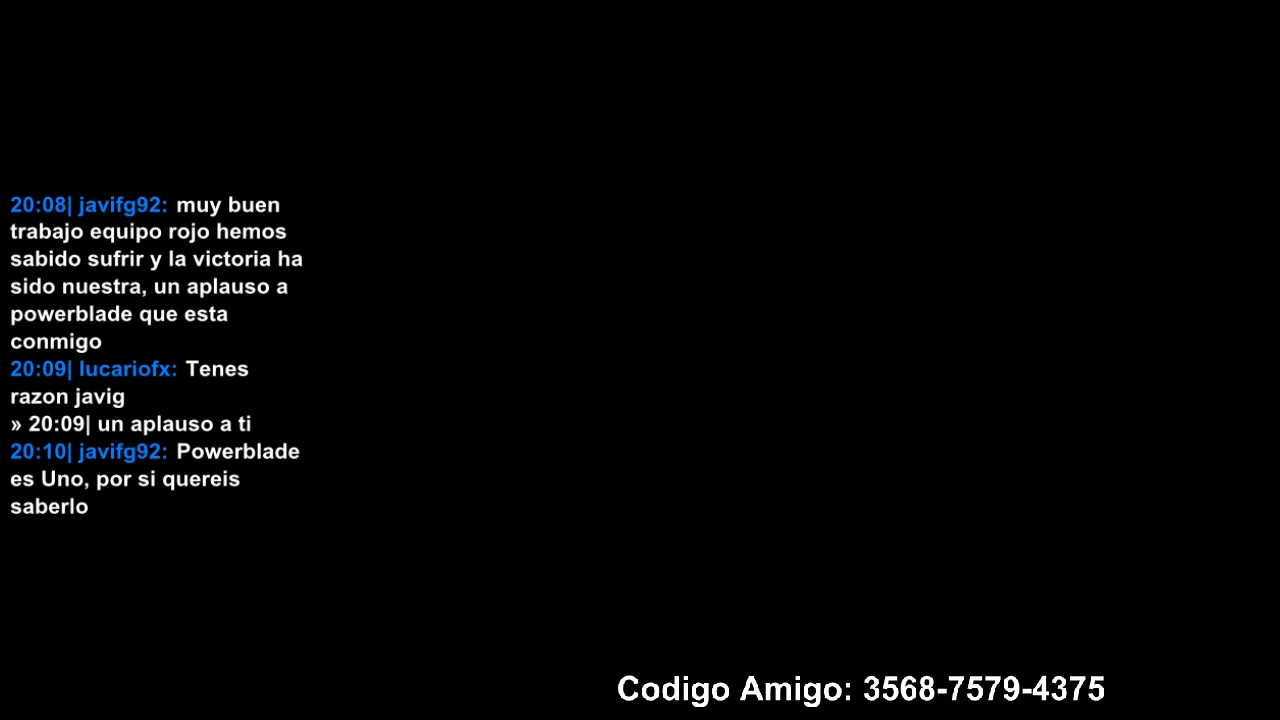 20:08| javifg92: muy buen
trabajo equipo rojo hemos
sabido sufrir y la victoria ha
sido nuestra, un aplauso a
powerblade que esta
conmigo
20:09| lucariofx: Tenes
razon javig
» 20:09| un aplauso a ti
20:10| javifg92: Powerblade
es Uno, por si quereis
saberlo
Codigo Amigo: 3568-7579-4375